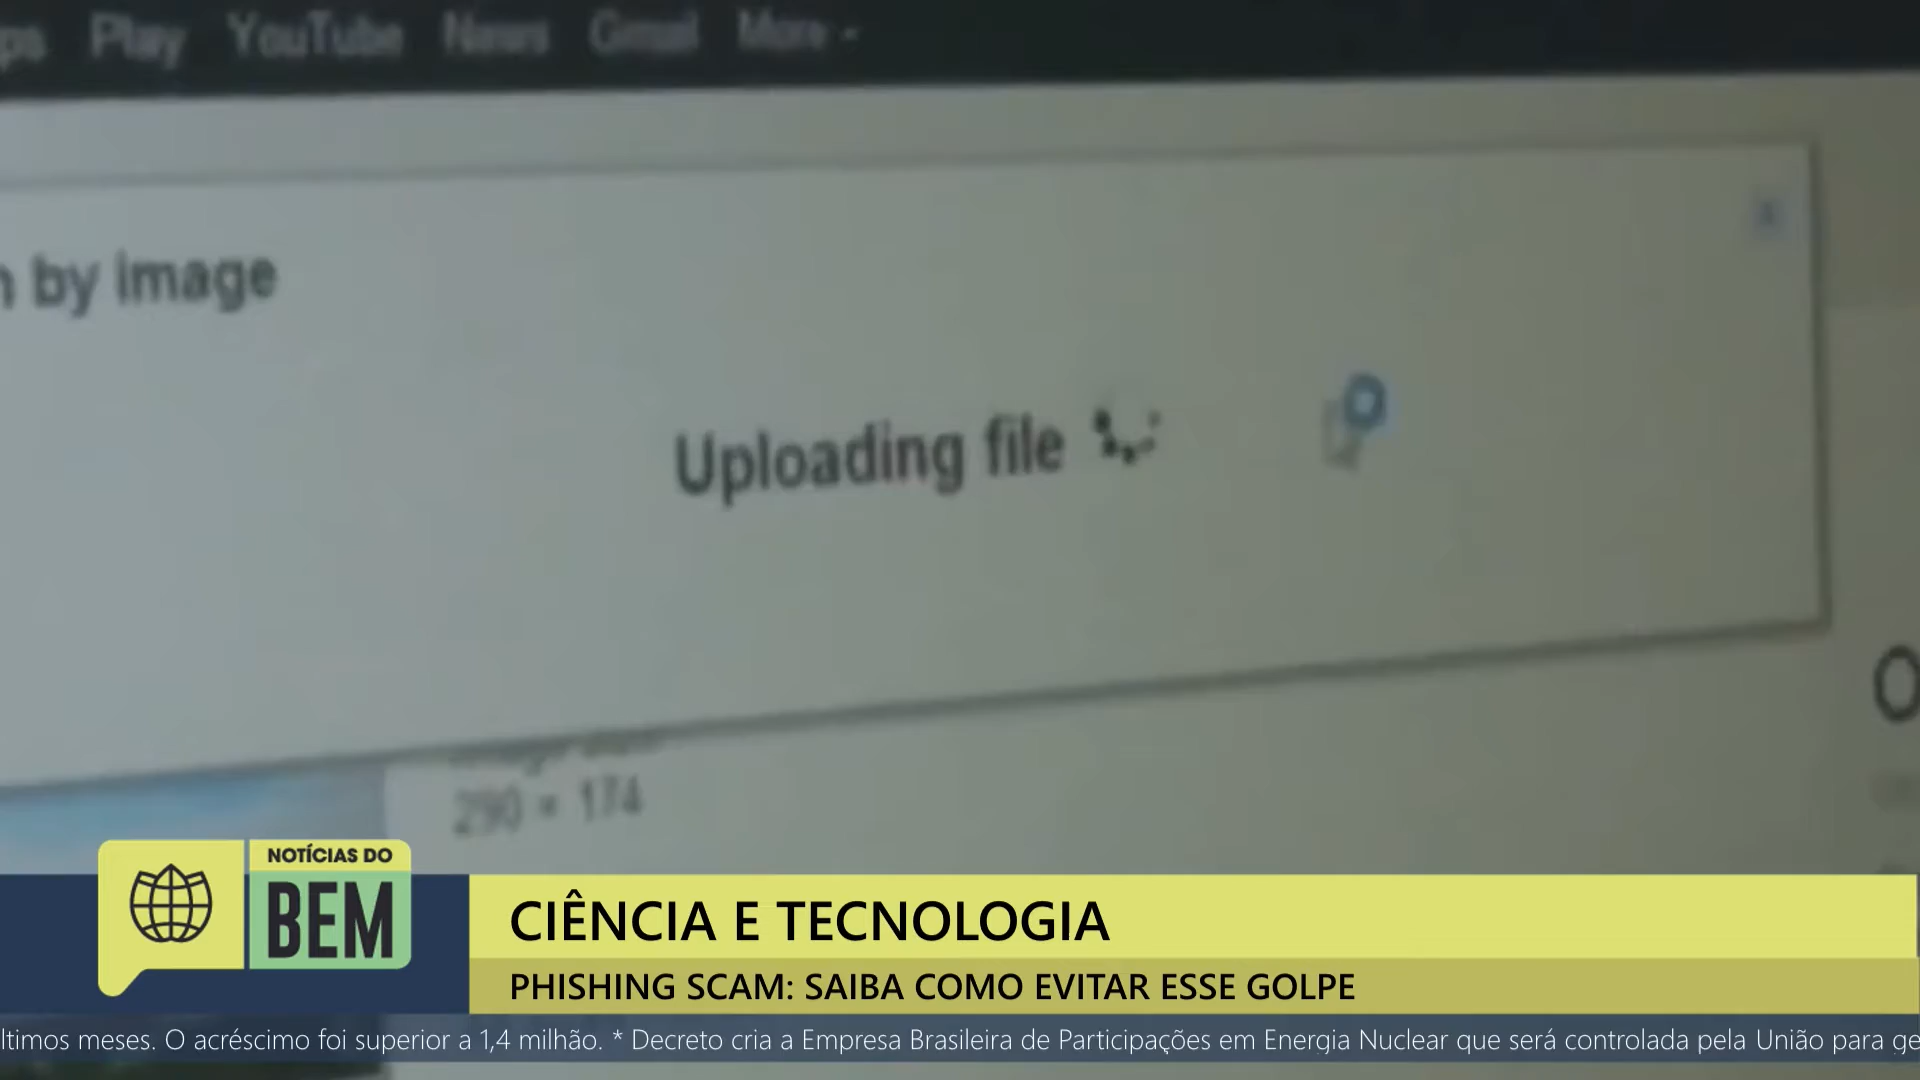 ps Play YouTube News Gmail More
h by image
Uploading file
290 × 174
NOTÍCIAS DO
BEM
CIÊNCIA E TECNOLOGIA
PHISHING SCAM: SAIBA COMO EVITAR ESSE GOLPE
ltimos meses. O acréscimo foi superior a 1,4 milhão. * Decreto cria a Empresa Brasileira de Participações em Energia Nuclear que será controlada pela União para ge